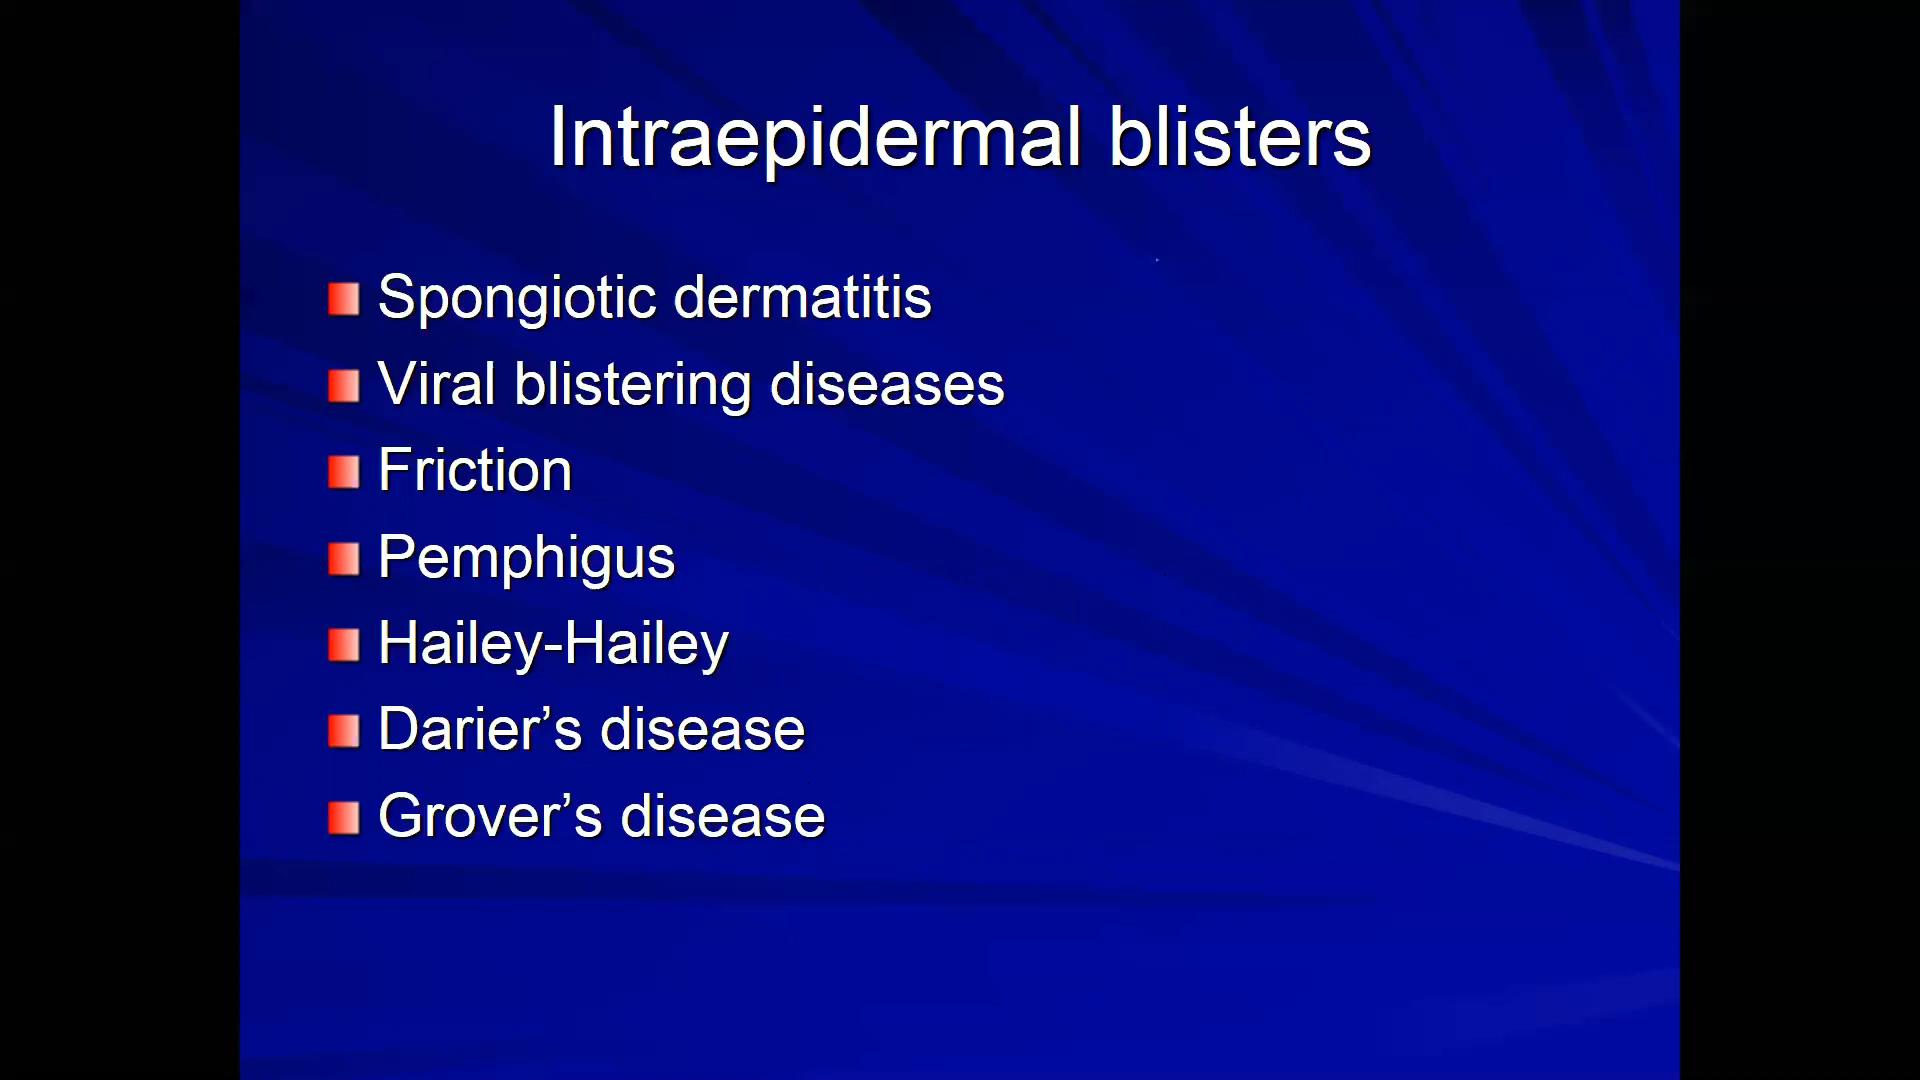 Intraepidermal blisters
Spongiotic dermatitis
Viral blistering diseases
Friction
Pemphigus
Hailey-Hailey
Darier’s disease
Grover’s disease